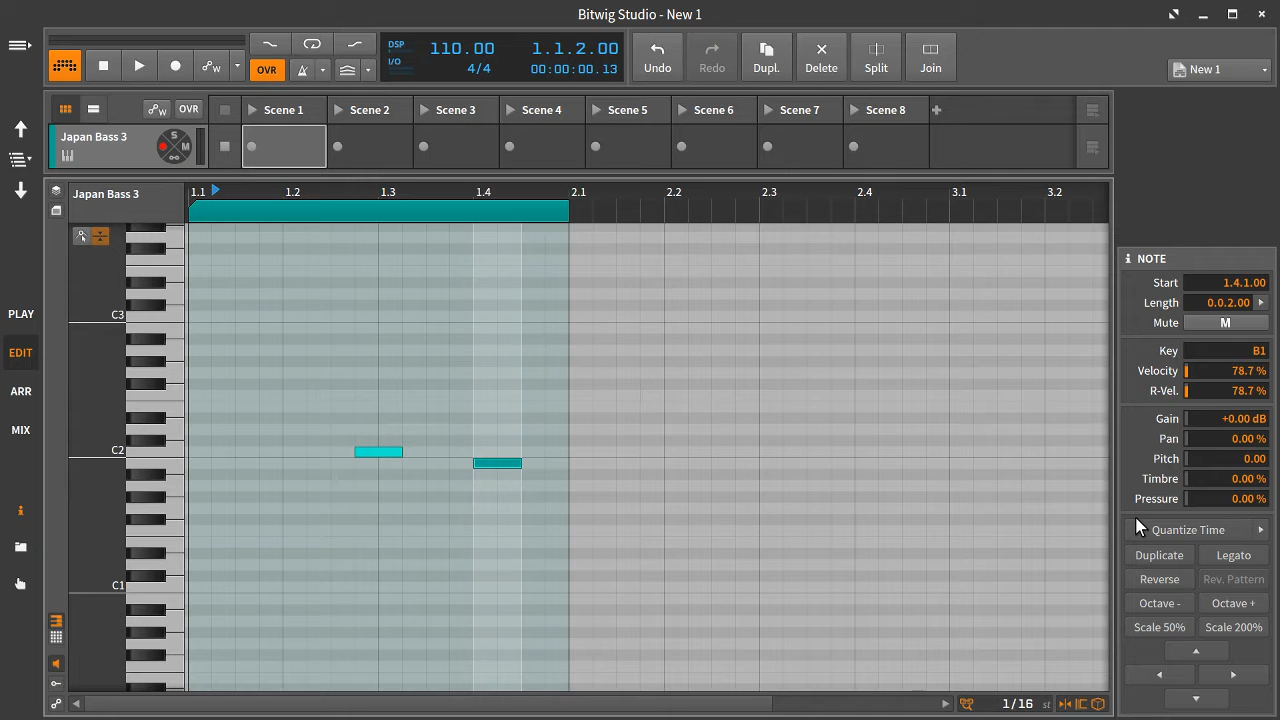 Bitwig Studio - New 1
OVR
DSP
I/O
110.00
4/4
1.1.2.00
00:00:00.13
Undo
Redo
Dupl.
Delete
Split
Join
New 1
OVR
Scene 1
Scene 2
Scene 3
Scene 4
Scene 5
Scene 6
Scene 7
Scene 8
Japan Bass 3
S
M
Japan Bass 3
1.1
1.2
1.3
1.4
2.1
2.2
2.3
2.4
3.1
3.2
C3
C2
C1
PLAY
EDIT
ARR
MIX
NOTE
Start 1.4.1.00
Length 0.0.2.00
Mute M
Key B1
Velocity 78.7 %
R-Vel. 78.7 %
Gain +0.00 dB
Pan 0.00 %
Pitch 0.00
Timbre 0.00 %
Pressure 0.00 %
Quantize Time
Duplicate Legato
Reverse Rev. Pattern
Octave - Octave +
Scale 50% Scale 200%
1/16 st